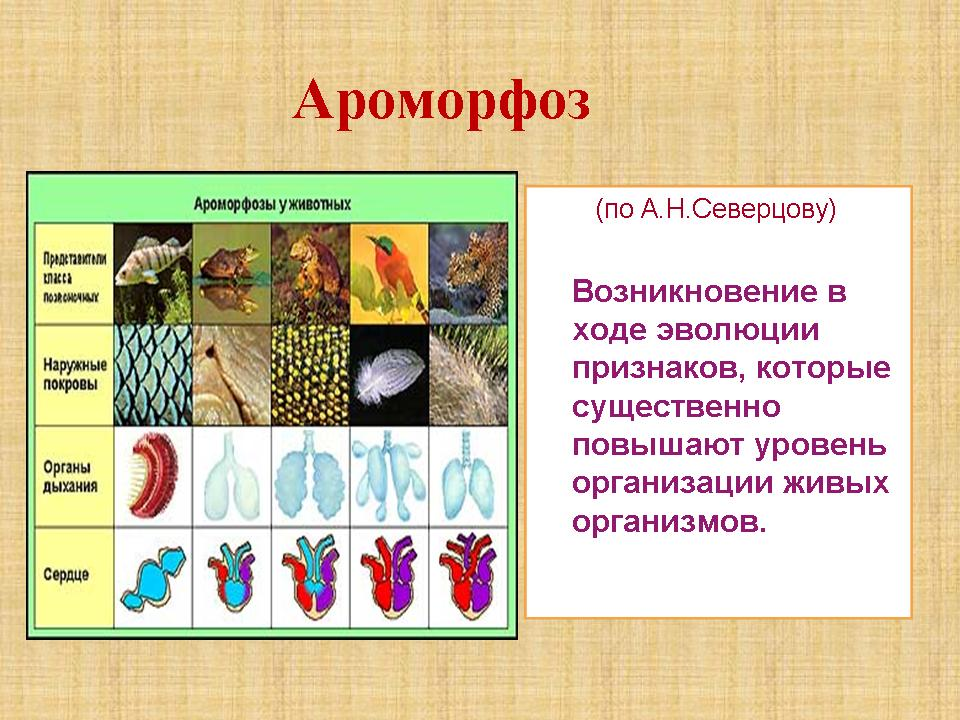 Ароморфоз
Ароморфозы у животных
Представители
класса
позвоночных
Наружные
покровы
Органы
дыхания
Сердце
(по А.Н.Северцову)
Возникновение в
ходе эволюции
признаков, которые
существенно
повышают уровень
организации живых
организмов.